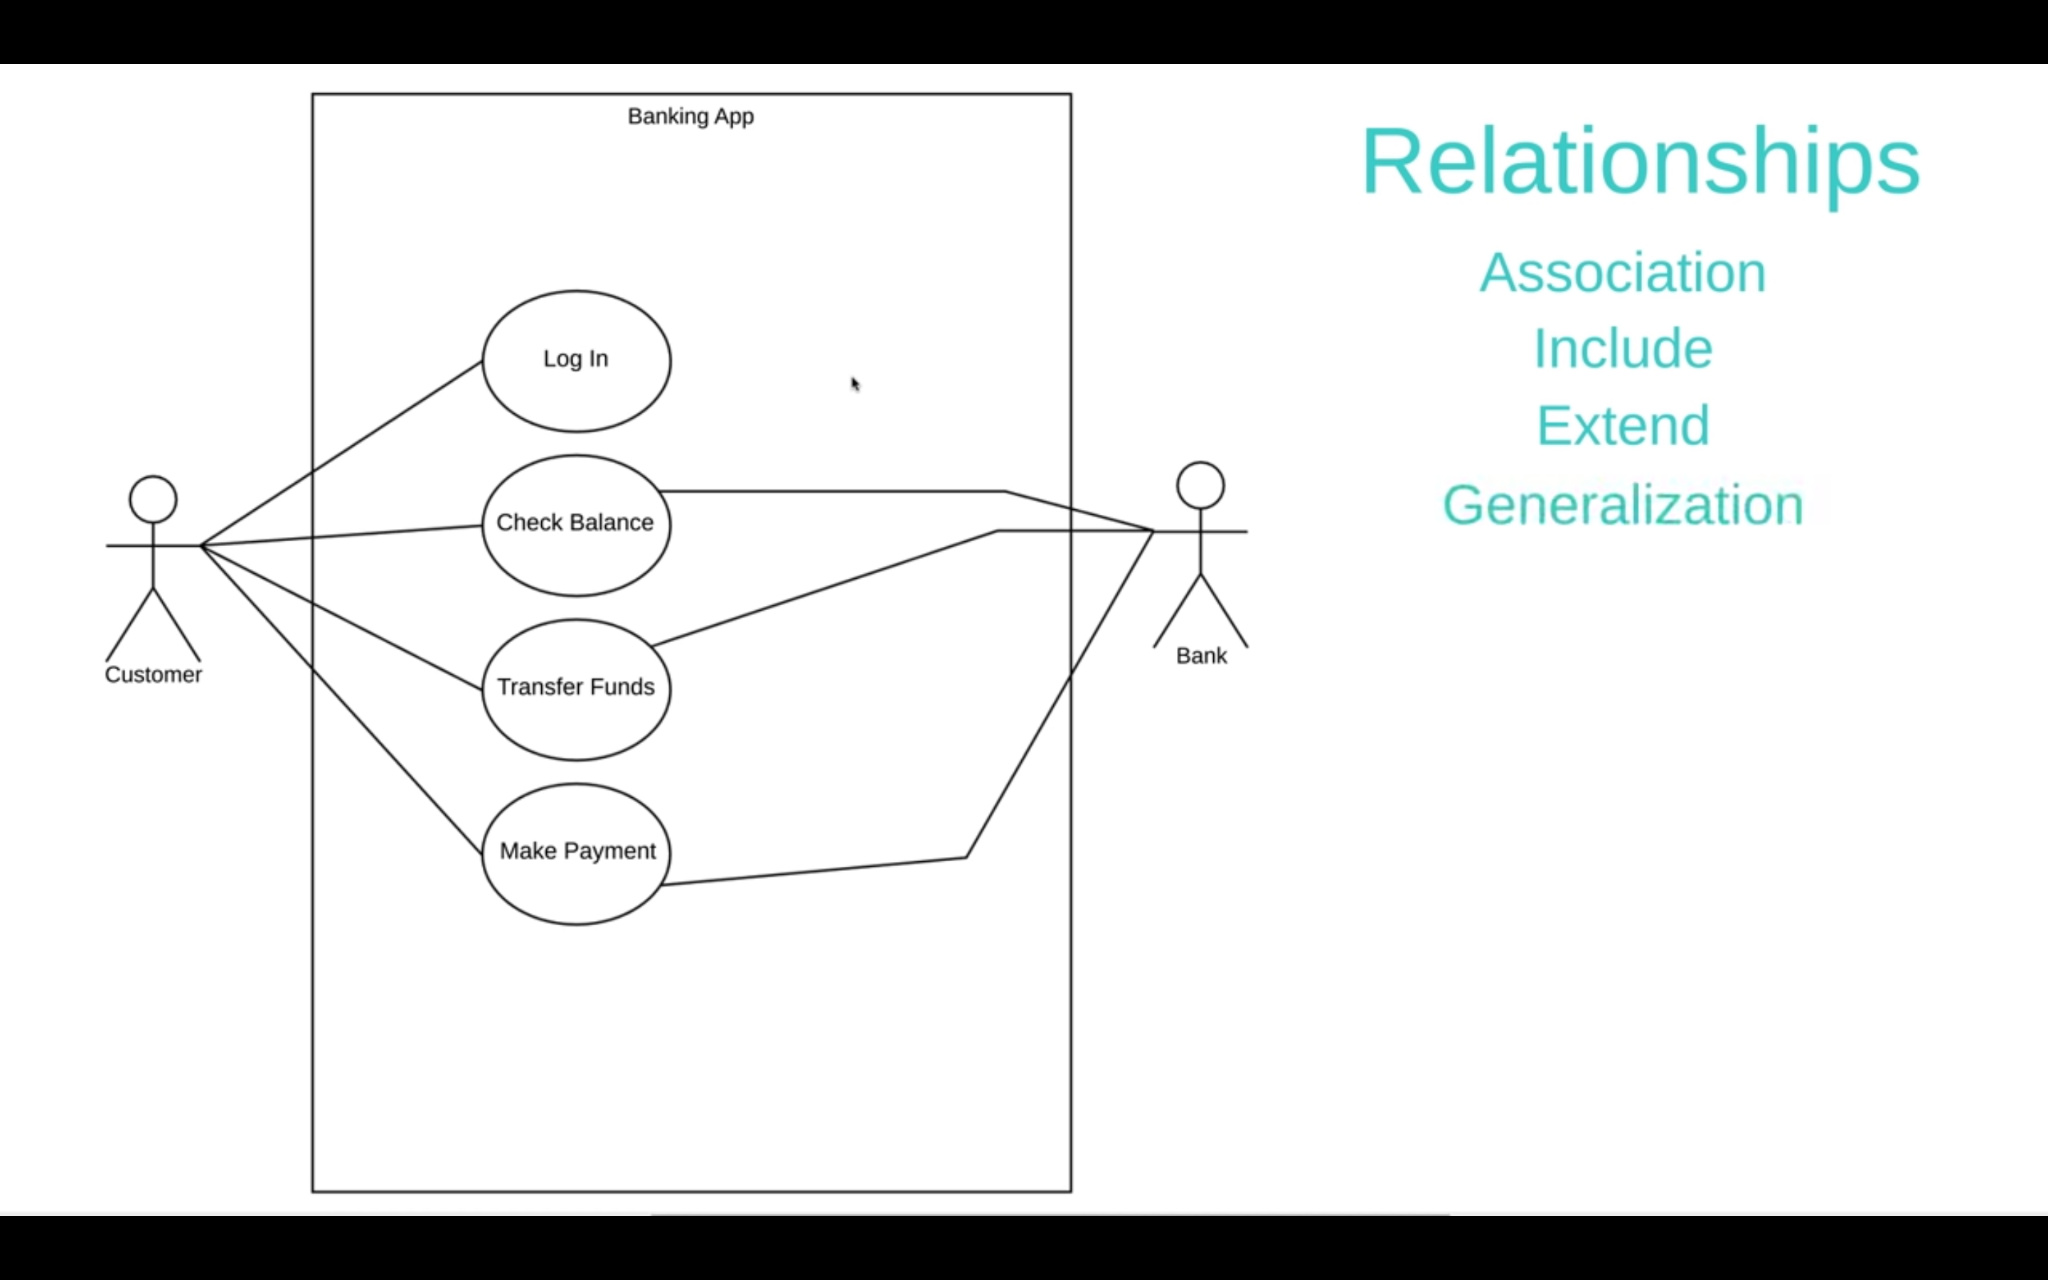 Banking App
Log In
Check Balance
Transfer Funds
Make Payment
Customer
Bank
Relationships
Association
Include
Extend
Generalization